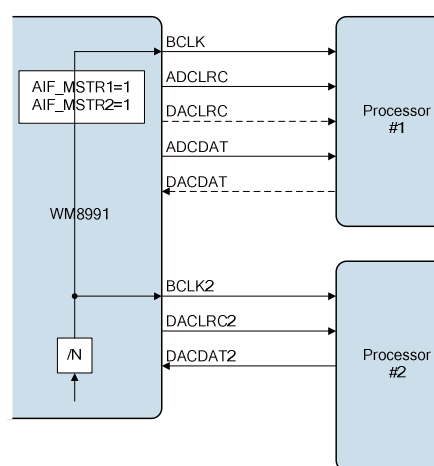 BCLK
ADCLRC
AIF_MSTR1=1
AIF_MSTR2=1
DACLRC
Processor
#1
ADCDAT
DACDAT
WM8991
BCLK2
DACLRC2
DACDAT2
/N
Processor
#2